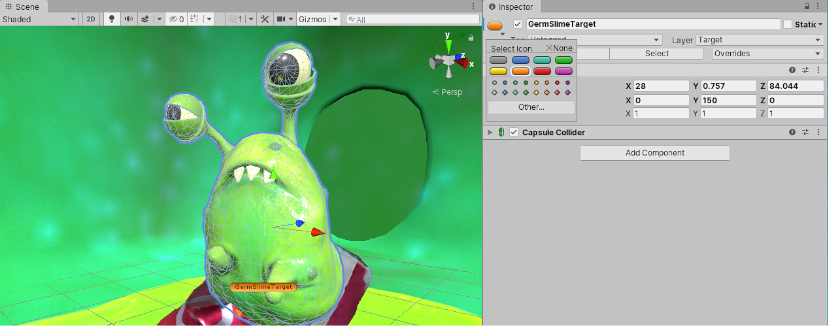 Scene
Shaded
2D
0
1
Gizmos
All
y
z
x
Persp
GermSlimeTarget
Inspector
GermSlimeTarget
Static
Tag Untagged
Layer Target
Select Icon
None
Select
Overrides
Other...
X 28 Y 0.757 Z 84.044
X 0 Y 150 Z 0
X 1 Y 1 Z 1
Capsule Collider
Add Component